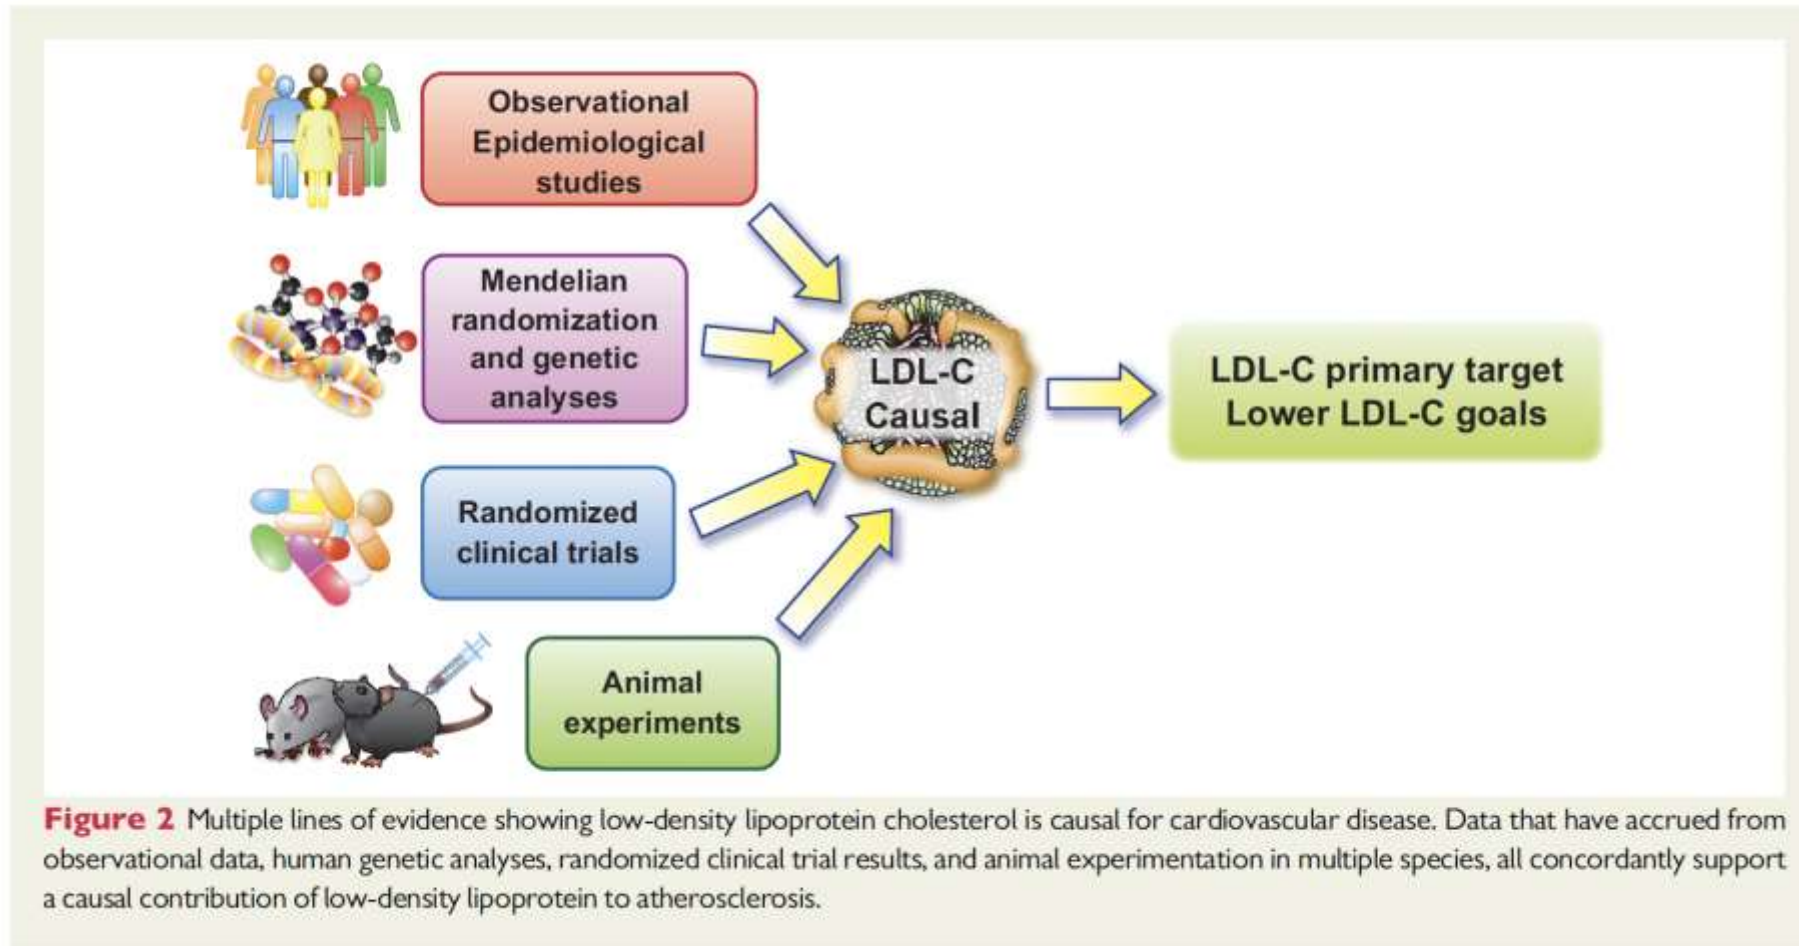 Observational
Epidemiological
studies
Mendelian
randomization
and genetic
analyses
Randomized
clinical trials
Animal
experiments
LDL-C
Causal
LDL-C primary target
Lower LDL-C goals
Figure 2 Multiple lines of evidence showing low-density lipoprotein cholesterol is causal for cardiovascular disease. Data that have accrued from
observational data, human genetic analyses, randomized clinical trial results, and animal experimentation in multiple species, all concordantly support
a causal contribution of low-density lipoprotein to atherosclerosis.